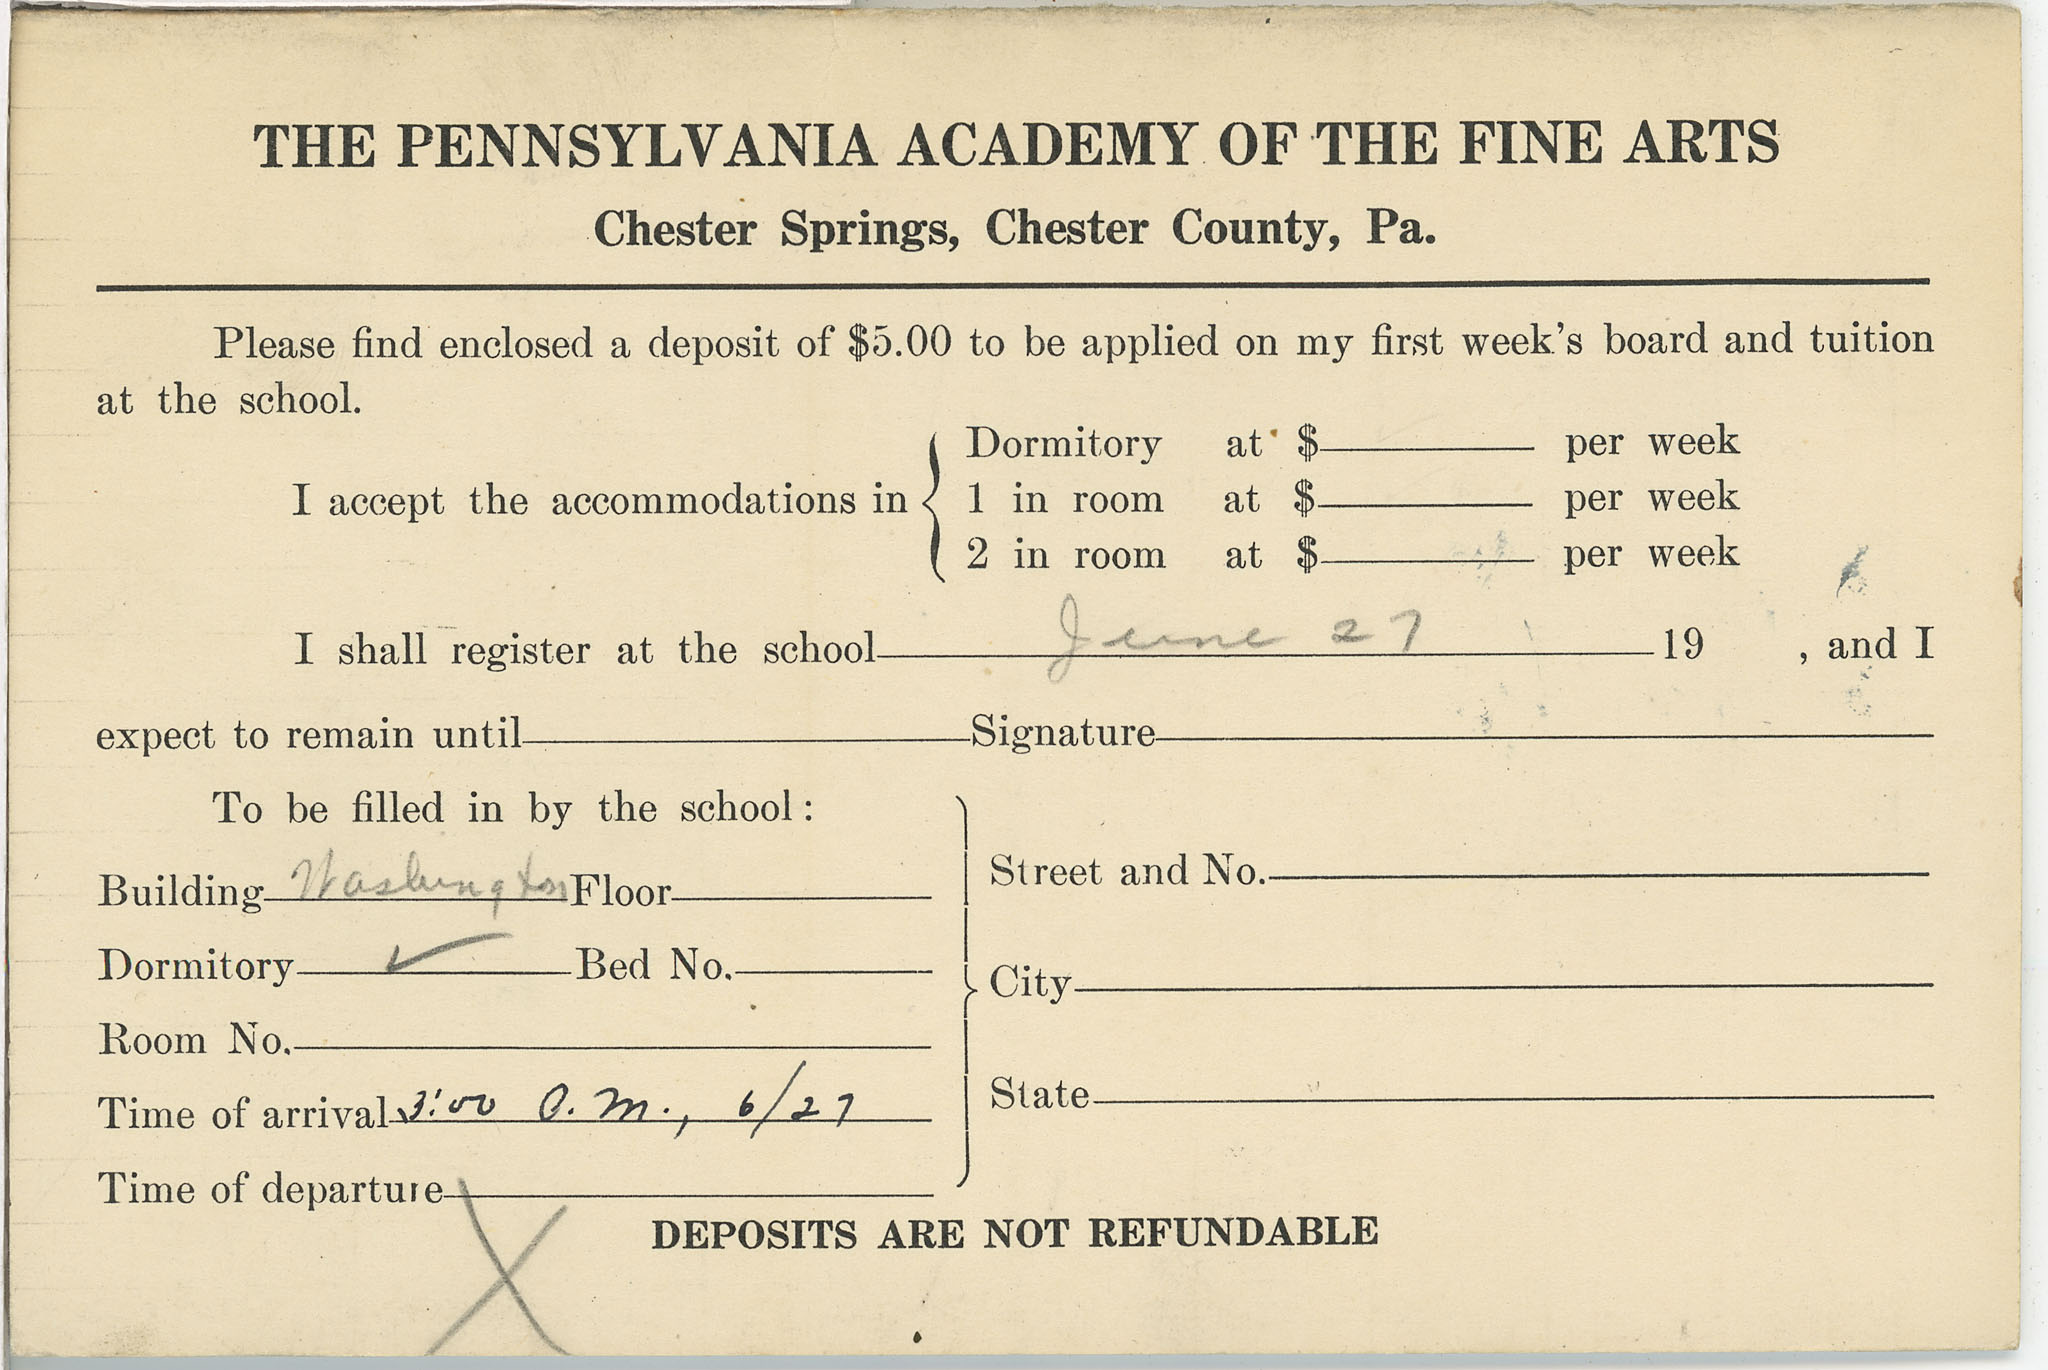 THE PENNSYLVANIA ACADEMY OF THE FINE ARTS
Chester Springs, Chester County, Pa.
Please find enclosed a deposit of $5.00 to be applied on my first week's board and tuition
at the school.
I accept the accommodations in
Dormitory at $ per week
1 in room at $ per week
2 in room at $ per week
I shall register at the school June 27 19 , and I
expect to remain until Signature
To be filled in by the school:
Building Washington Floor
Dormitory ✓ Bed No.
Room No.
Time of arrival 3:00 P.M., 6/27
Time of departure
Street and No.
City
State
X
DEPOSITS ARE NOT REFUNDABLE